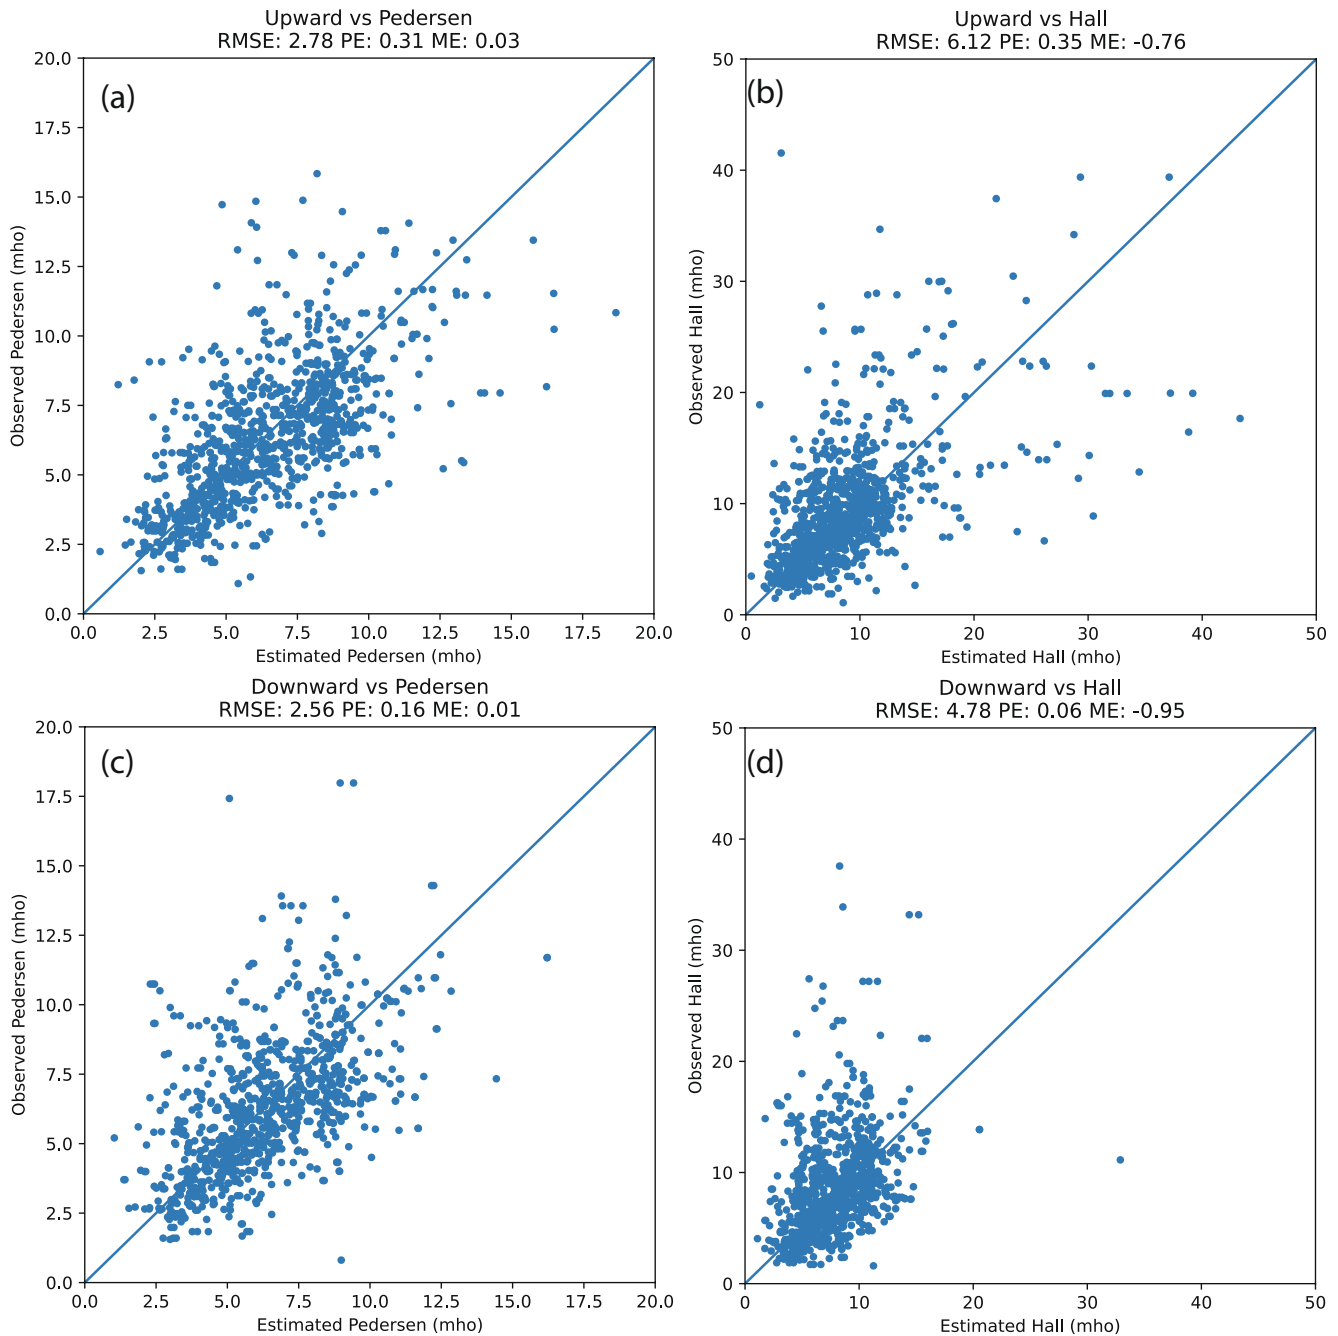 Upward vs Pedersen
RMSE: 2.78 PE: 0.31 ME: 0.03
(a)
20.0
17.5
15.0
12.5
10.0
7.5
5.0
2.5
0.0
Observed Pedersen (mho)
0.0 2.5 5.0 7.5 10.0 12.5 15.0 17.5 20.0
Estimated Pedersen (mho)
Upward vs Hall
RMSE: 6.12 PE: 0.35 ME: -0.76
(b)
50
40
30
20
10
0
Observed Hall (mho)
0 10 20 30 40 50
Estimated Hall (mho)
Downward vs Pedersen
RMSE: 2.56 PE: 0.16 ME: 0.01
(c)
20.0
17.5
15.0
12.5
10.0
7.5
5.0
2.5
0.0
Observed Pedersen (mho)
0.0 2.5 5.0 7.5 10.0 12.5 15.0 17.5 20.0
Estimated Pedersen (mho)
Downward vs Hall
RMSE: 4.78 PE: 0.06 ME: -0.95
(d)
50
40
30
20
10
0
Observed Hall (mho)
0 10 20 30 40 50
Estimated Hall (mho)